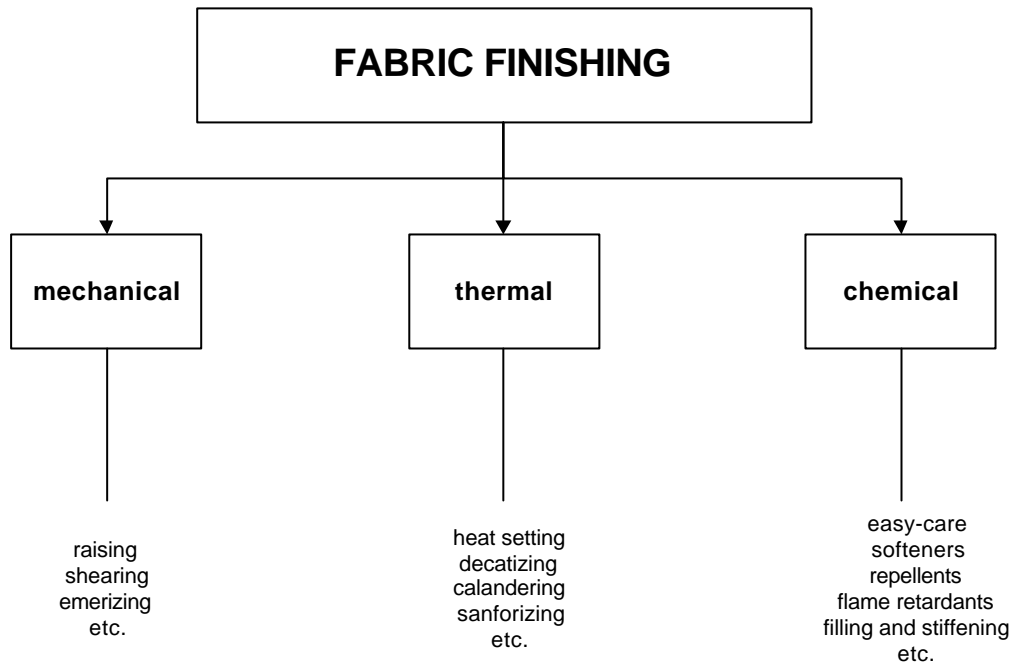 FABRIC FINISHING
mechanical
thermal
chemical
raising
shearing
emerizing
etc.
heat setting
decatizing
calandering
sanforizing
etc.
easy-care
softeners
repellents
flame retardants
filling and stiffening
etc.